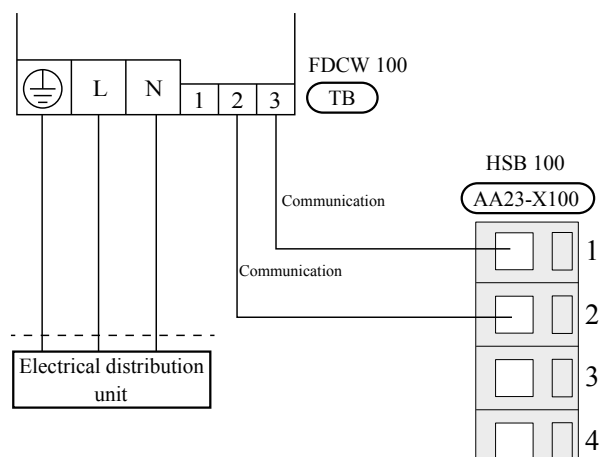 FDCW 100
L N 1 2 3 TB
HSB 100
AA23-X100
Communication
1
Communication
2
Electrical distribution
unit
3
4